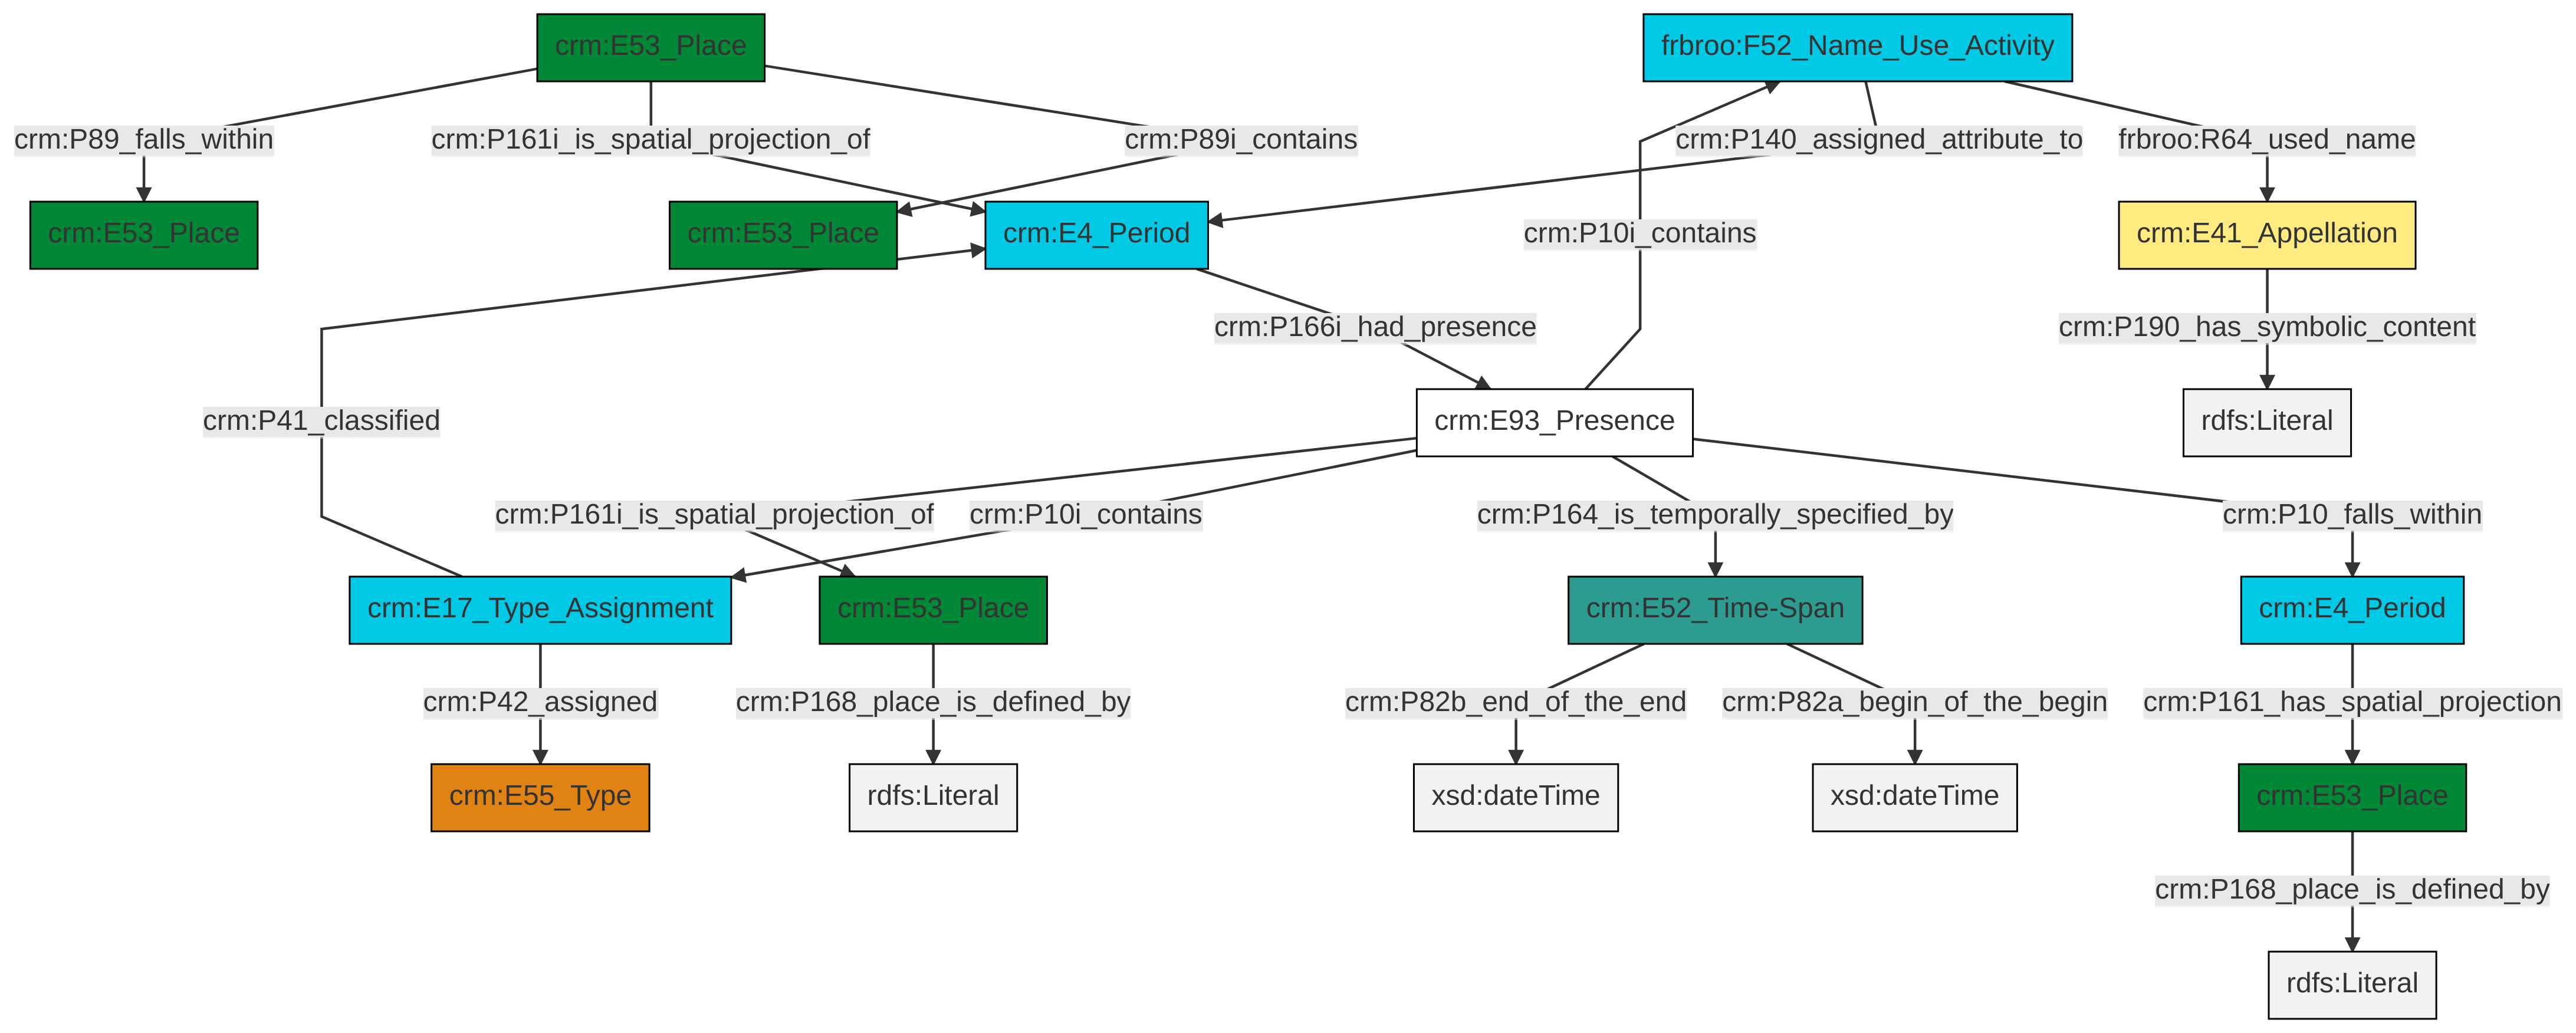 crm:E53_Place
frbroo:F52_Name_Use_Activity
crm:P89_falls_within
crm:P161i_is_spatial_projection_of
crm:P89i_contains
crm:P140_assigned_attribute_to
frbroo:R64_used_name
crm:E53_Place
crm:E53_Place
crm:E4_Period
crm:P10i_contains
crm:E41_Appellation
crm:P166i_had_presence
crm:P190_has_symbolic_content
crm:P41_classified
crm:E93_Presence
rdfs:Literal
crm:P161i_is_spatial_projection_of
crm:P10i_contains
crm:P164_is_temporally_specified_by
crm:P10_falls_within
crm:E17_Type_Assignment
crm:E53_Place
crm:E52_Time-Span
crm:E4_Period
crm:P42_assigned
crm:P168_place_is_defined_by
crm:P82b_end_of_the_end
crm:P82a_begin_of_the_begin
crm:P161_has_spatial_projection
crm:E55_Type
rdfs:Literal
xsd:dateTime
xsd:dateTime
crm:E53_Place
crm:P168_place_is_defined_by
rdfs:Literal